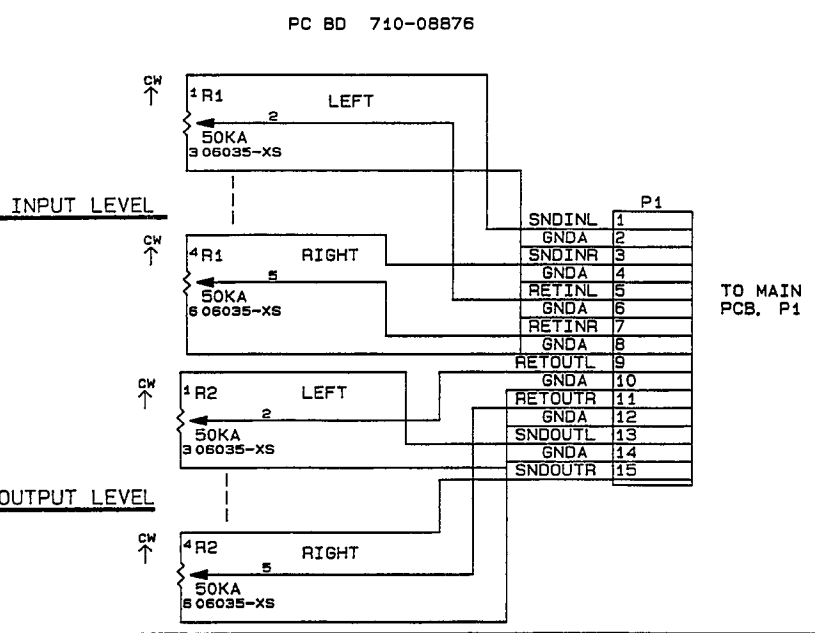 PC BD 710-08876
CW
1 R1 LEFT
2
50KA
3 06035-XS
INPUT LEVEL
CW
4 R1 RIGHT
5
50KA
6 06035-XS
P1
SNDINL 1
GNDA 2
SNDINR 3
GNDA 4
RETINL 5
GNDA 6
RETINR 7
GNDA 8
RETOUTL 9
GNDA 10
RETOUTR 11
GNDA 12
SNDOUTL 13
GNDA 14
SNDOUTR 15
TO MAIN
PCB, P1
CW
1 R2 LEFT
2
50KA
3 06035-XS
OUTPUT LEVEL
CW
4 R2 RIGHT
5
50KA
6 06035-XS